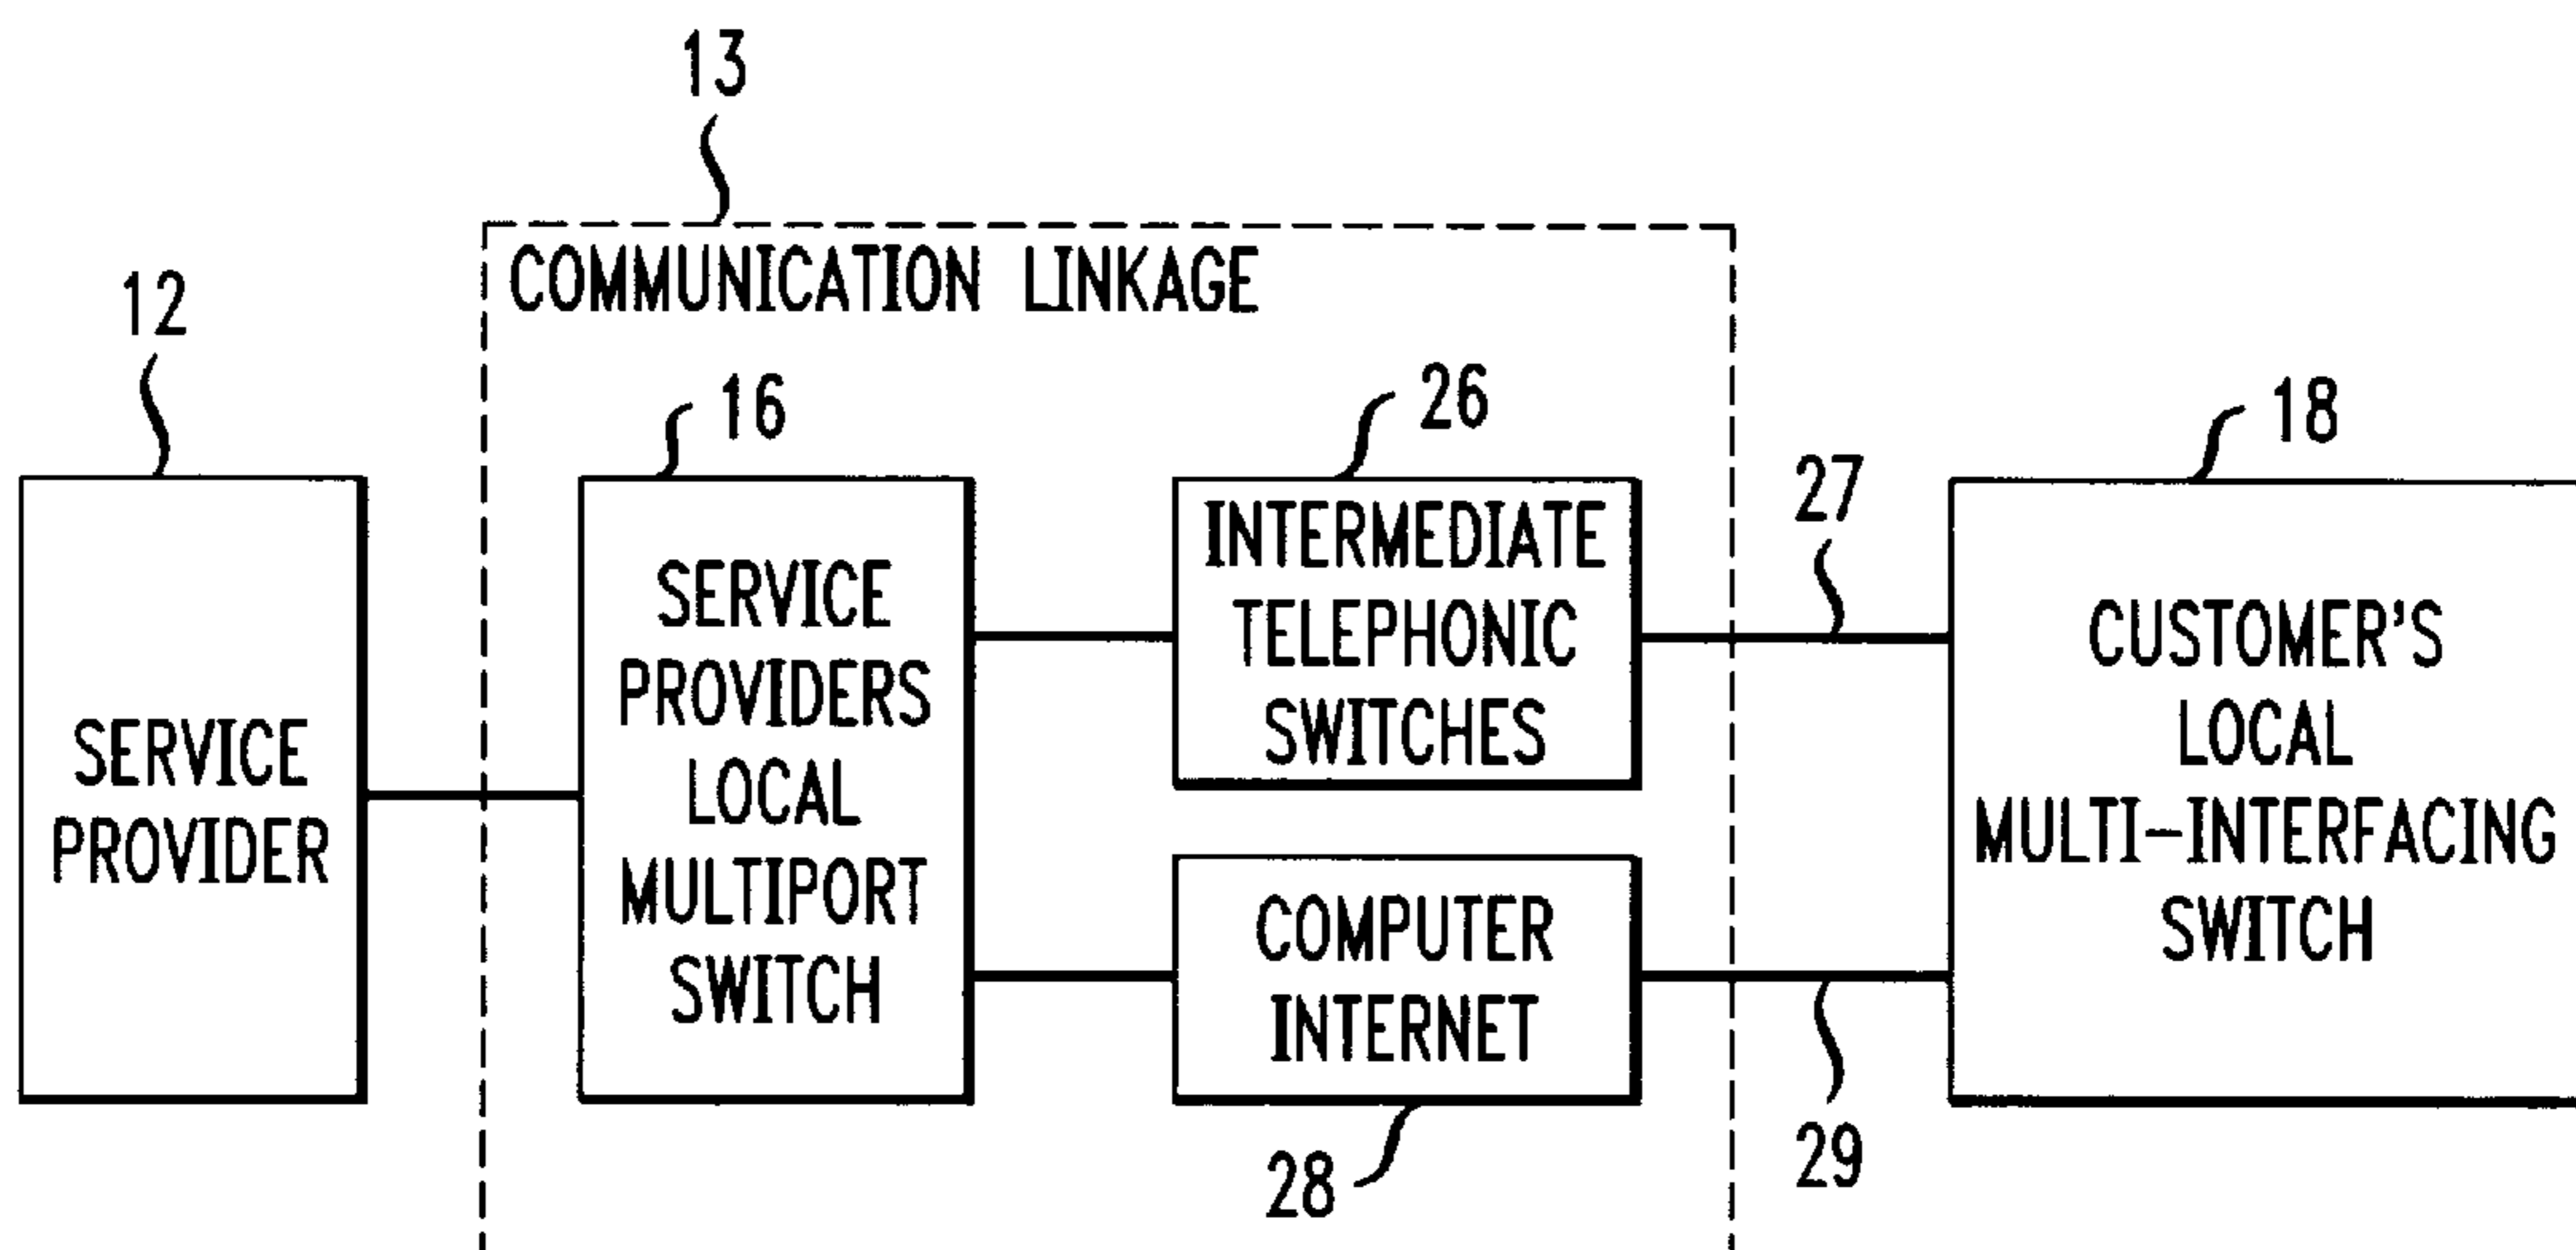 13
COMMUNICATION LINKAGE
12
16
26
18
27
SERVICE
PROVIDER
SERVICE
PROVIDERS
LOCAL
MULTIPORT
SWITCH
INTERMEDIATE
TELEPHONIC
SWITCHES
COMPUTER
INTERNET
CUSTOMER'S
LOCAL
MULTI-INTERFACING
SWITCH
28
29